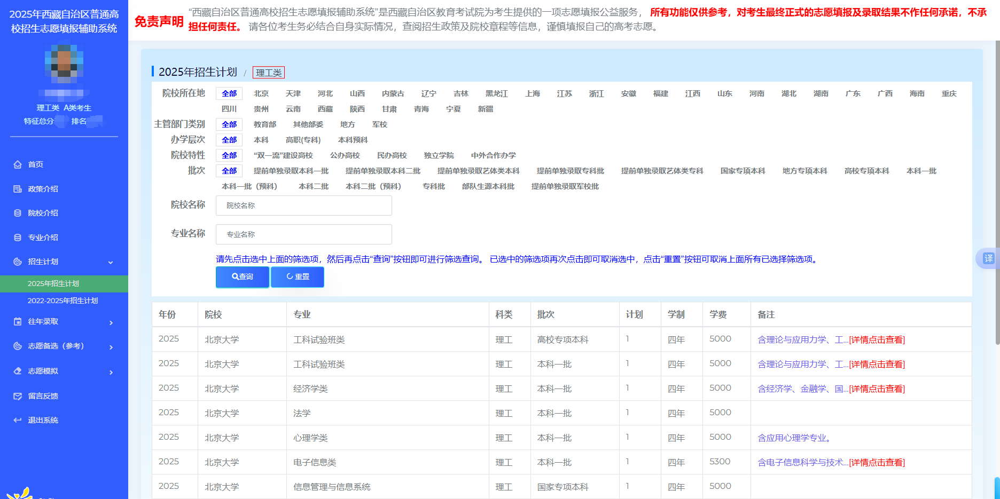 2025年西藏自治区普通高
校招生志愿填报辅助系统
理工类 A类考生
特征总分
排名
首页
政策介绍
院校介绍
专业介绍
招生计划
2025年招生计划
2022-2025年招生计划
往年录取
志愿备选（参考）
志愿模拟
留言反馈
退出系统
免责声明
“西藏自治区普通高校招生志愿填报辅助系统”是西藏自治区教育考试院为考生提供的一项志愿填报公益服务， 所有功能仅供参考，对考生最终正式的志愿填报及录取结果不作任何承诺，不承
担任何责任。 请各位考生务必结合自身实际情况，查阅招生政策及院校章程等信息，谨慎填报自己的高考志愿。
2025年招生计划 / 理工类
院校所在地 全部 北京 天津 河北 山西 内蒙古 辽宁 吉林 黑龙江 上海 江苏 浙江 安徽 福建 江西 山东 河南 湖北 湖南 广东 广西 海南 重庆
四川 贵州 云南 西藏 陕西 甘肃 青海 宁夏 新疆
主管部门类别 全部 教育部 其他部委 地方 军校
办学层次 全部 本科 高职(专科) 本科预科
院校特性 全部 “双一流”建设高校 公办高校 民办高校 独立学院 中外合作办学
批次 全部 提前单独录取本科一批 提前单独录取本科二批 提前单独录取艺体类本科 提前单独录取专科批 提前单独录取艺体类专科 国家专项本科 地方专项本科 高校专项本科 本科一批
本科一批（预科） 本科二批 本科二批（预科） 专科批 部队生源本科批 提前单独录取军校批
院校名称 院校名称
专业名称 专业名称
请先点击选中上面的筛选项，然后再点击“查询”按钮即可进行筛选查询。 已选中的筛选项再次点击即可取消选中，点击“重置”按钮可取消上面所有已选择筛选项。
查询 重置
译
年份 院校 专业 科类 批次 计划 学制 学费 备注
2025 北京大学 工科试验班类 理工 高校专项本科 1 四年 5000 含理论与应用力学、工...[详情点击查看]
2025 北京大学 工科试验班类 理工 本科一批 1 四年 5000 含理论与应用力学、工...[详情点击查看]
2025 北京大学 经济学类 理工 本科一批 1 四年 5000 含经济学、金融学、国...[详情点击查看]
2025 北京大学 法学 理工 本科一批 1 四年 5000
2025 北京大学 心理学类 理工 本科一批 1 四年 5000 含应用心理学专业。
2025 北京大学 电子信息类 理工 本科一批 1 四年 5300 含电子信息科学与技术...[详情点击查看]
2025 北京大学 信息管理与信息系统 理工 国家专项本科 1 四年 5000